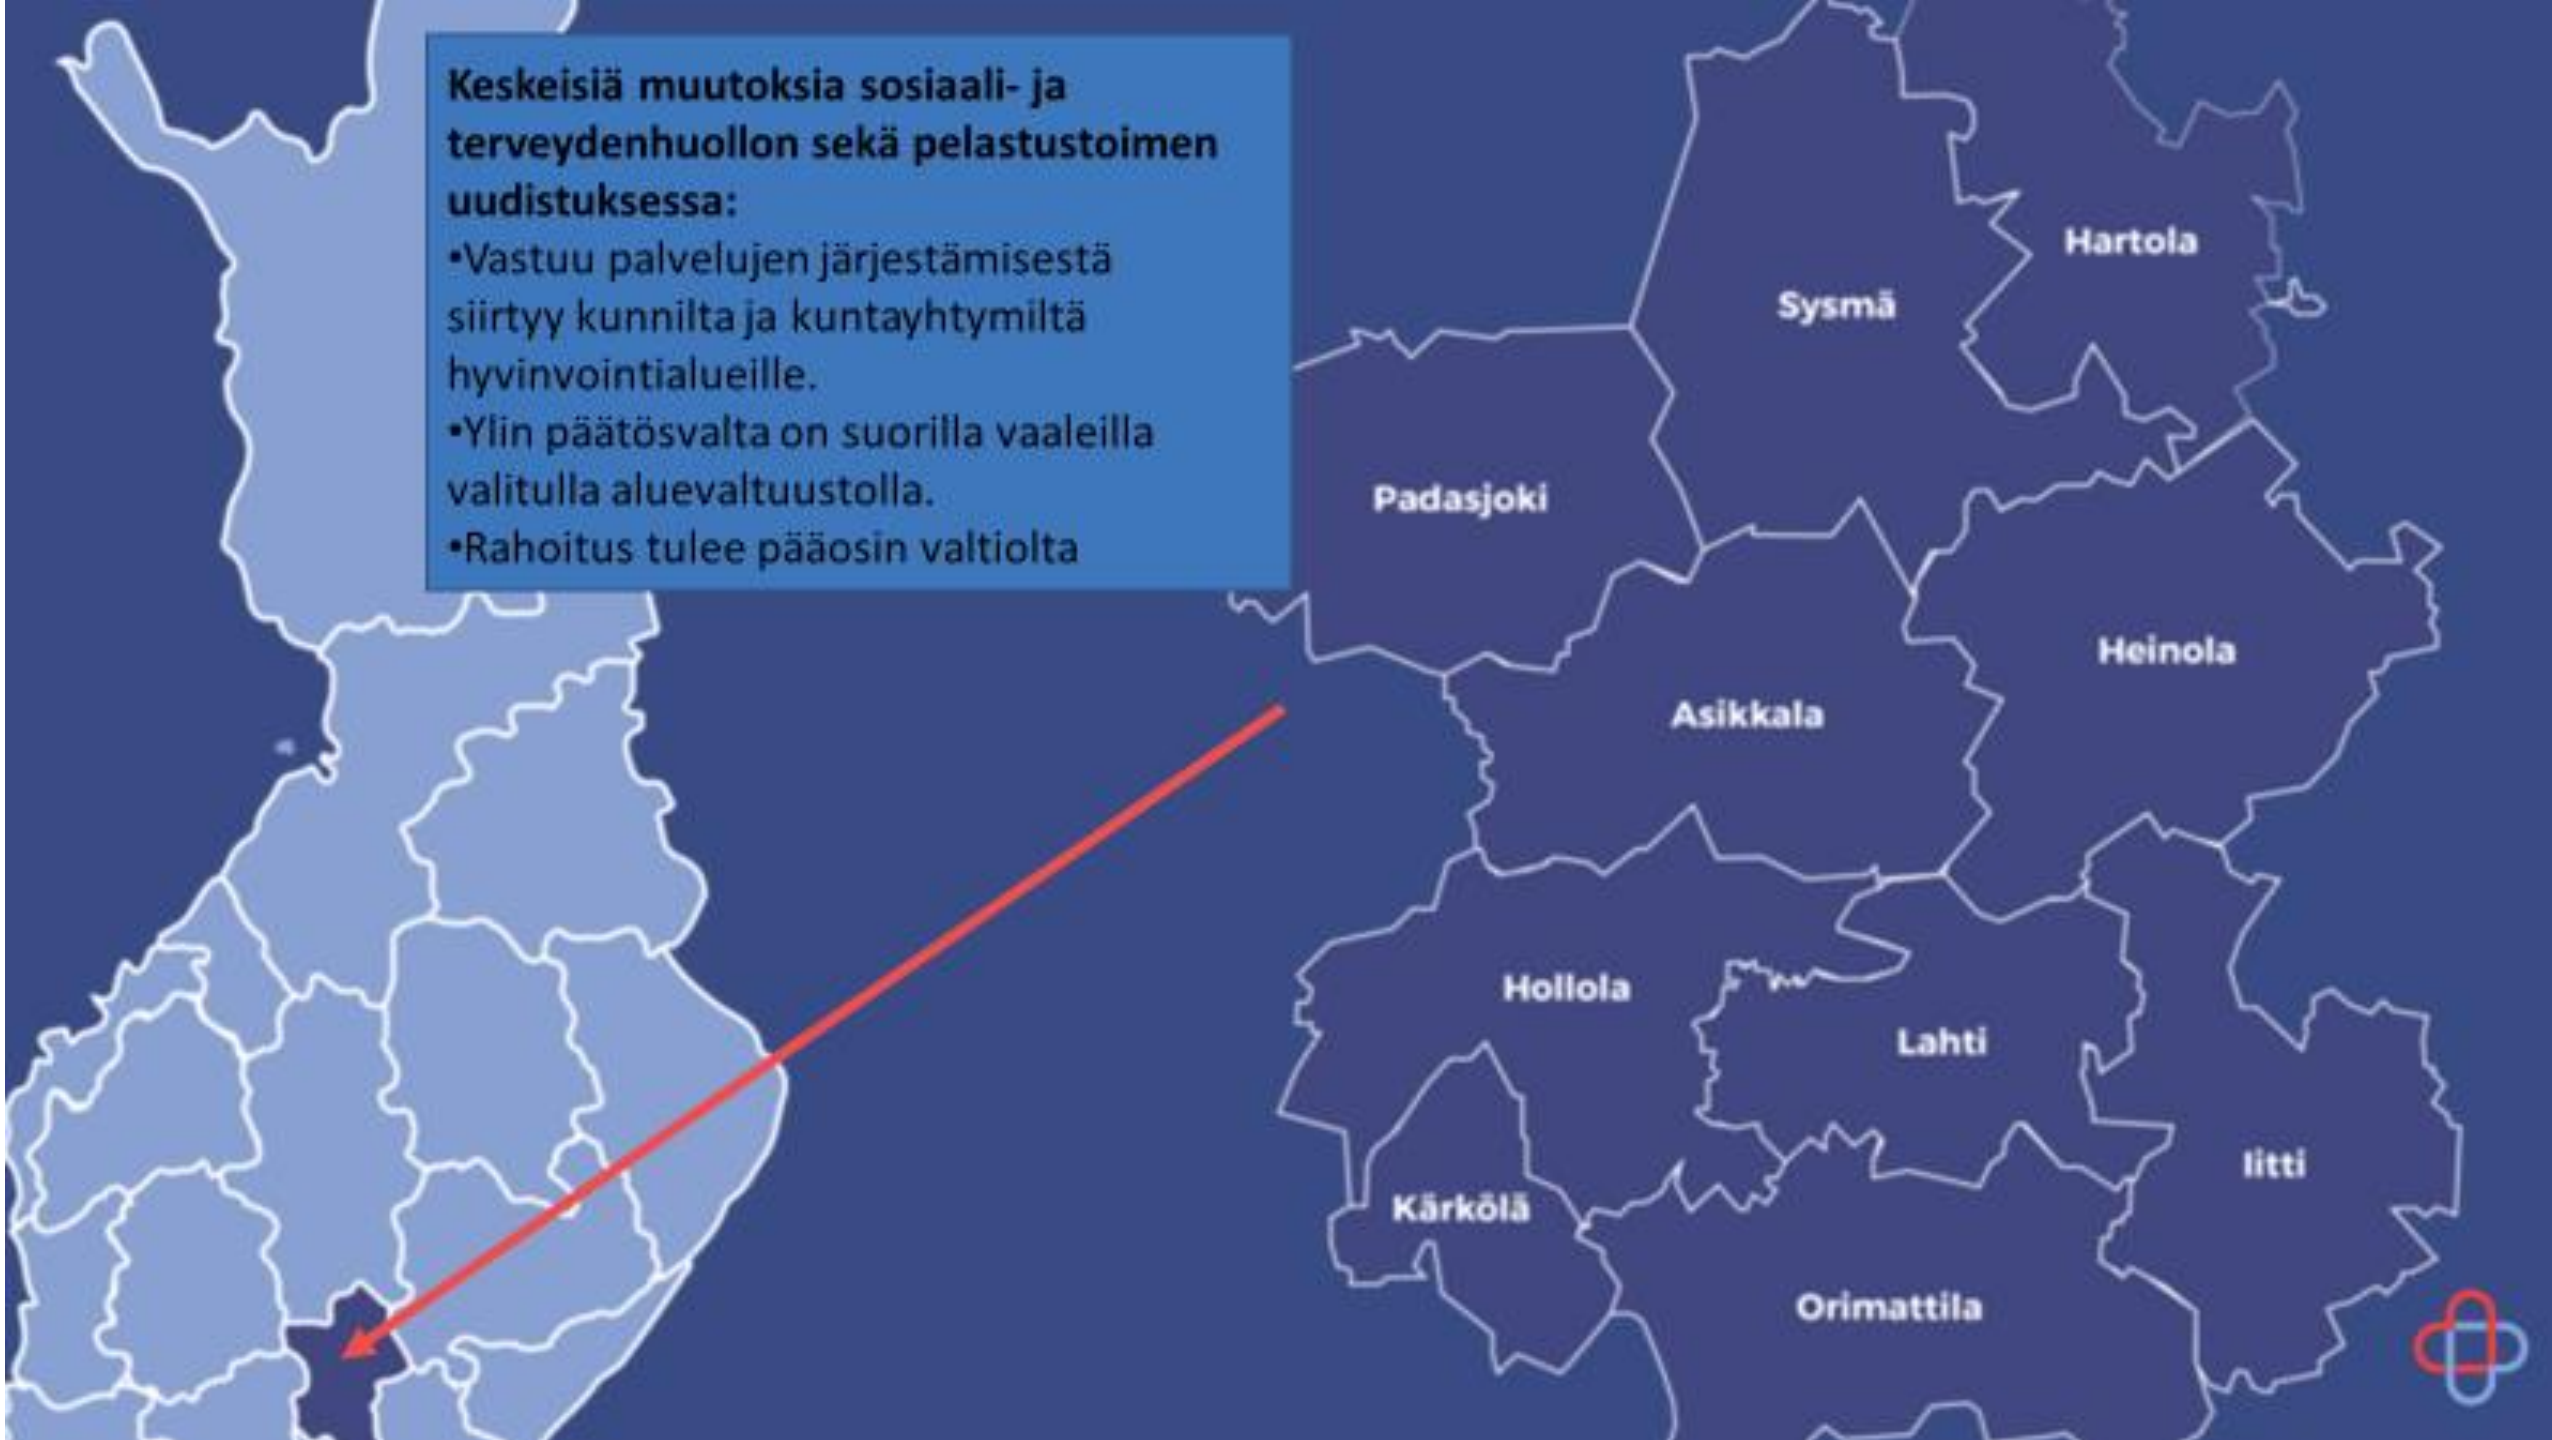 Keskeisiä muutoksia sosiaali- ja
terveydenhuollon sekä pelastustoimen
uudistuksessa:
•Vastuu palvelujen järjestämisestä
siirtyy kunnilta ja kuntayhtymiltä
hyvinvointialueille.
•Ylin päätösvalta on suorilla vaaleilla
valitulla aluevaltuustolla.
•Rahoitus tulee pääosin valtiolta
Hartola
Sysmä
Padasjoki
Heinola
Asikkala
Hollola
Lahti
Iitti
Kärkölä
Orimattila